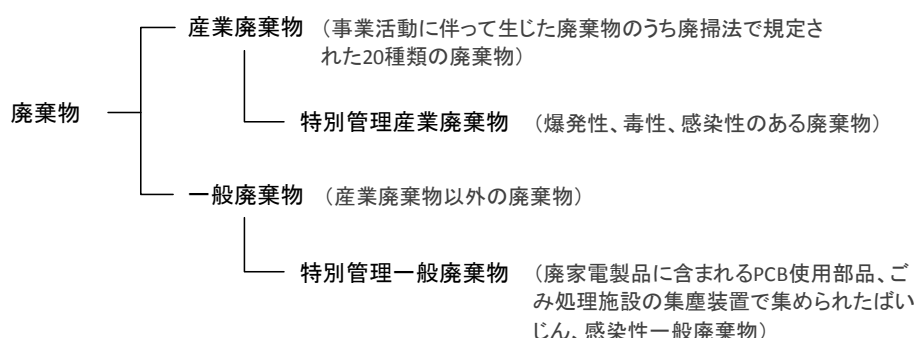 産業廃棄物 （事業活動に伴って生じた廃棄物のうち廃掃法で規定さ
れた20種類の廃棄物）
廃棄物
特別管理産業廃棄物 （爆発性、毒性、感染性のある廃棄物）
一般廃棄物 （産業廃棄物以外の廃棄物）
特別管理一般廃棄物 （廃家電製品に含まれるPCB使用部品、ご
み処理施設の集塵装置で集められたばい
じん、感染性一般廃棄物）